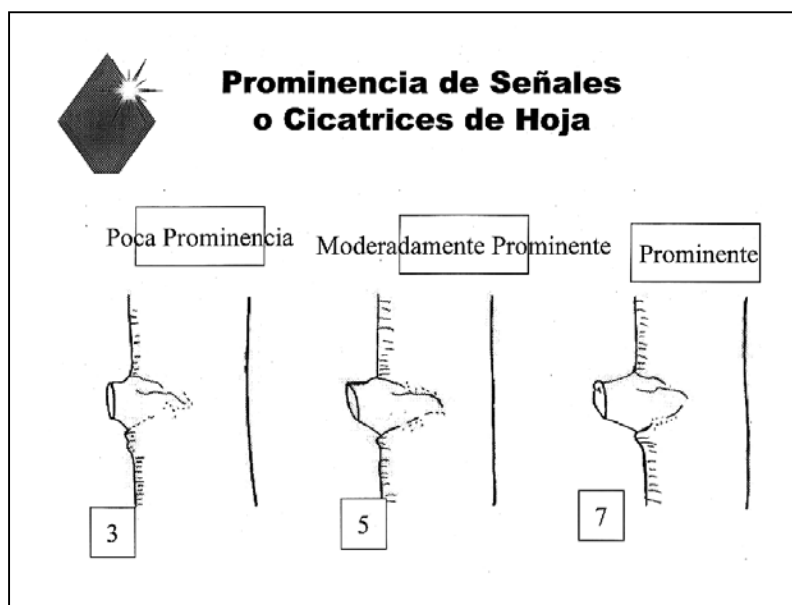 Prominencia de Señales
o Cicatrices de Hoja
Poca Prominencia
Moderadamente Prominente
Prominente
3
5
7